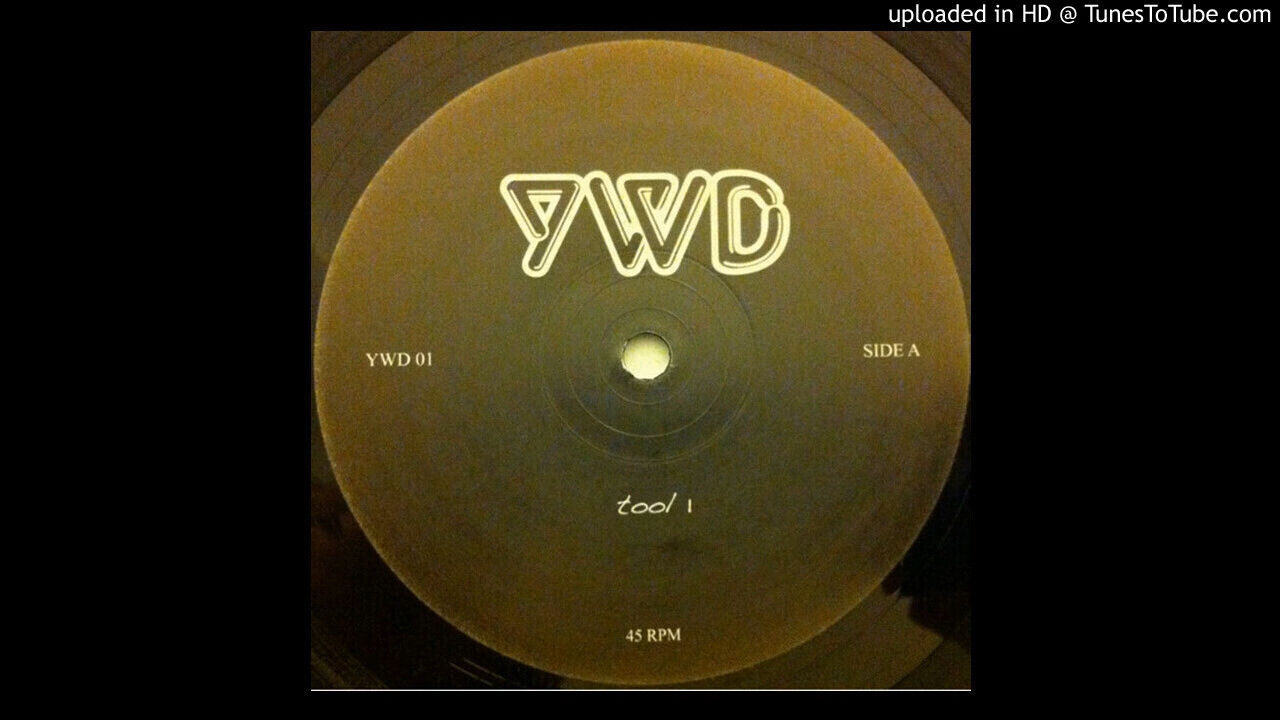 uploaded in HD @ TunesToTube.com
YWD
YWD 01
SIDE A
tool 1
45 RPM